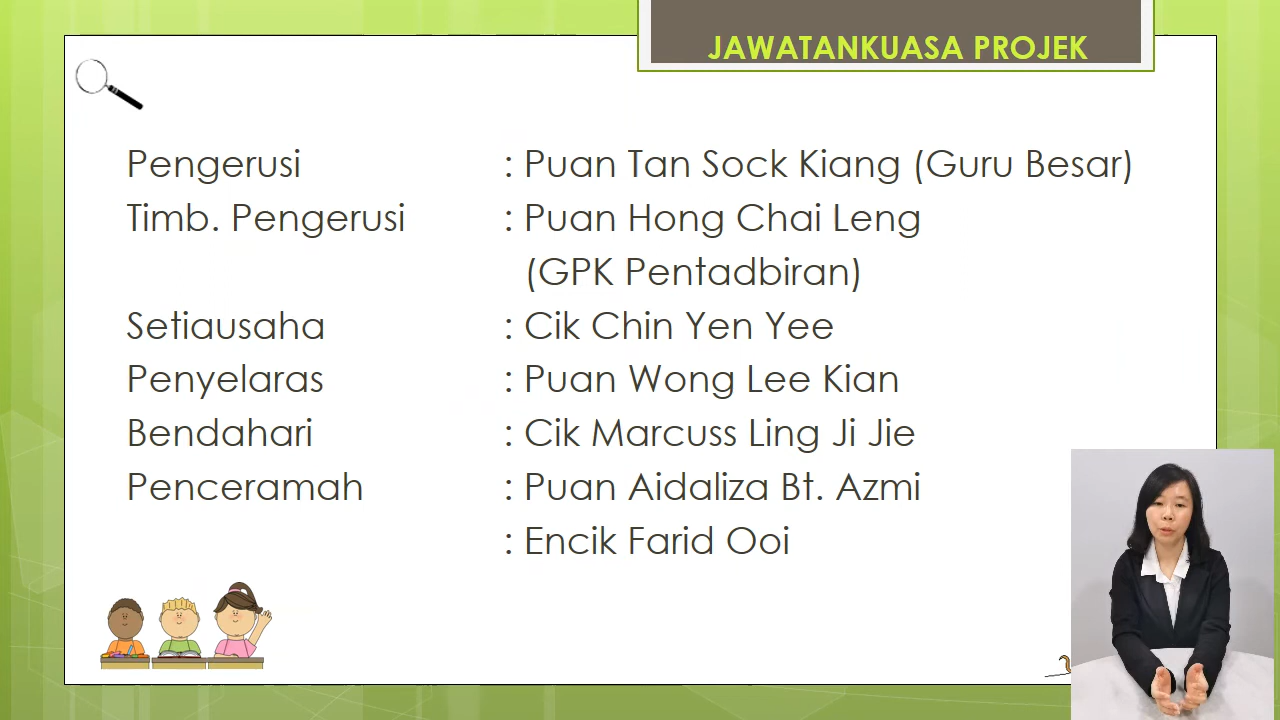 JAWATANKUASA PROJEK
Pengerusi : Puan Tan Sock Kiang (Guru Besar)
Timb. Pengerusi : Puan Hong Chai Leng
(GPK Pentadbiran)
Setiausaha : Cik Chin Yen Yee
Penyelaras : Puan Wong Lee Kian
Bendahari : Cik Marcuss Ling Ji Jie
Penceramah : Puan Aidaliza Bt. Azmi
: Encik Farid Ooi